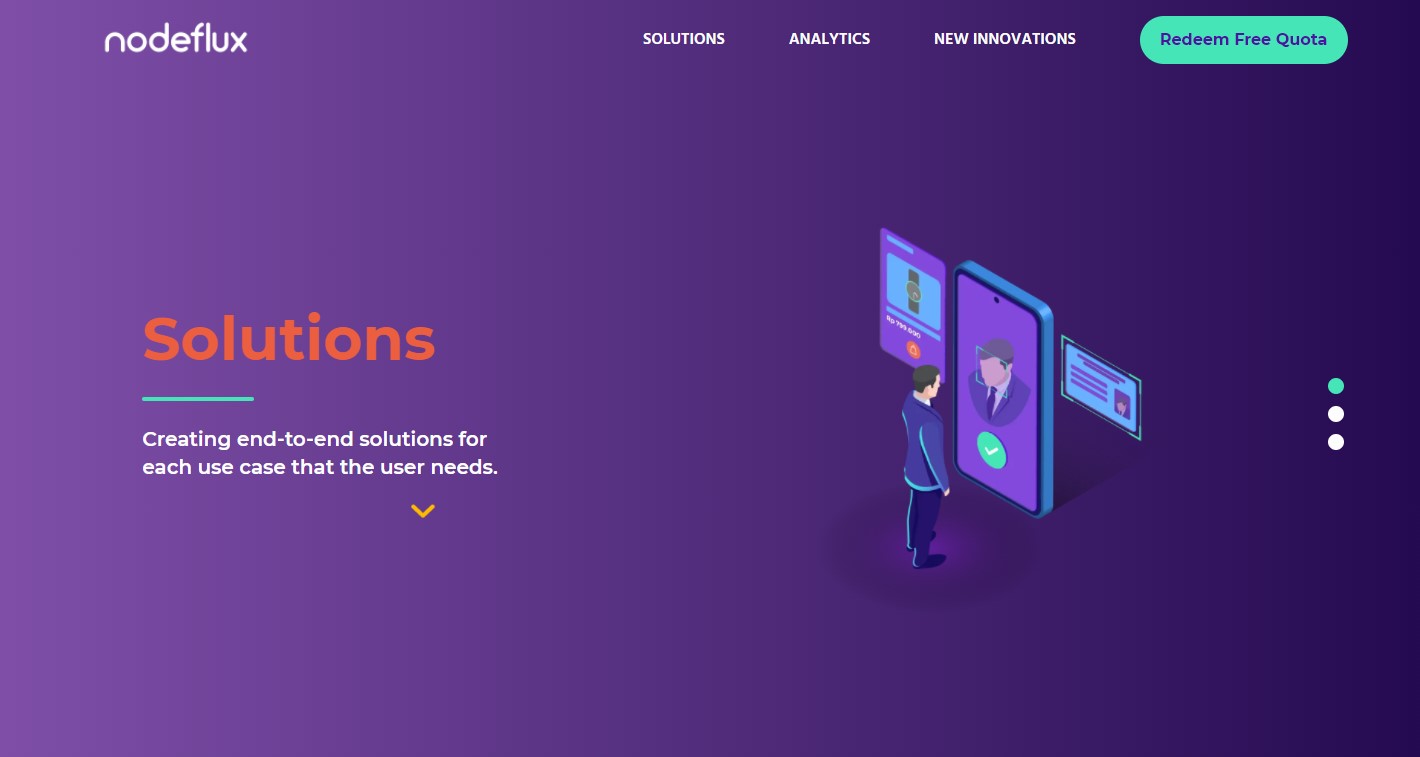 nodeflux
SOLUTIONS
ANALYTICS
NEW INNOVATIONS
Redeem Free Quota
Solutions
Creating end-to-end solutions for
each use case that the user needs.
Rp 799.000